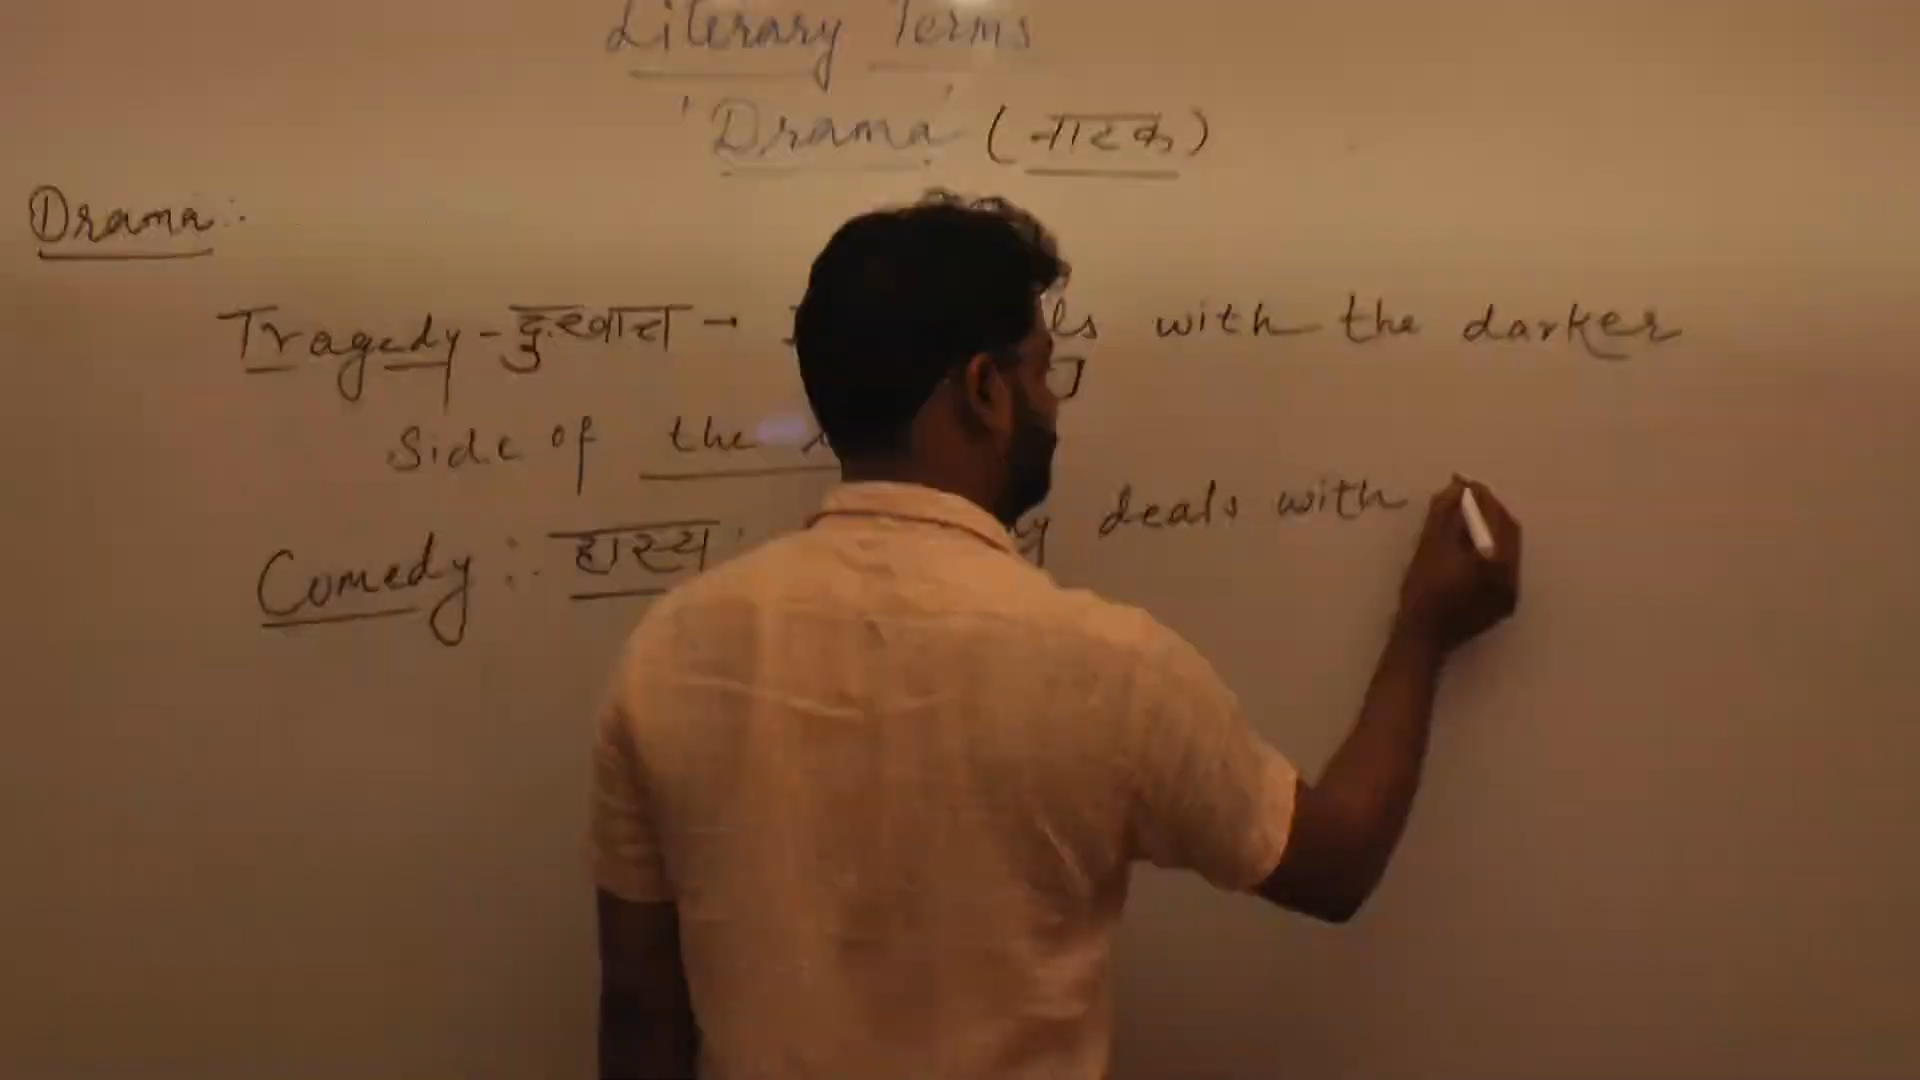 Literary Terms
'Drama' (नाटक)
Drama :-
Tragedy - दुःखान्त → with the darker
Side of the
Comedy :- हास्य deals with